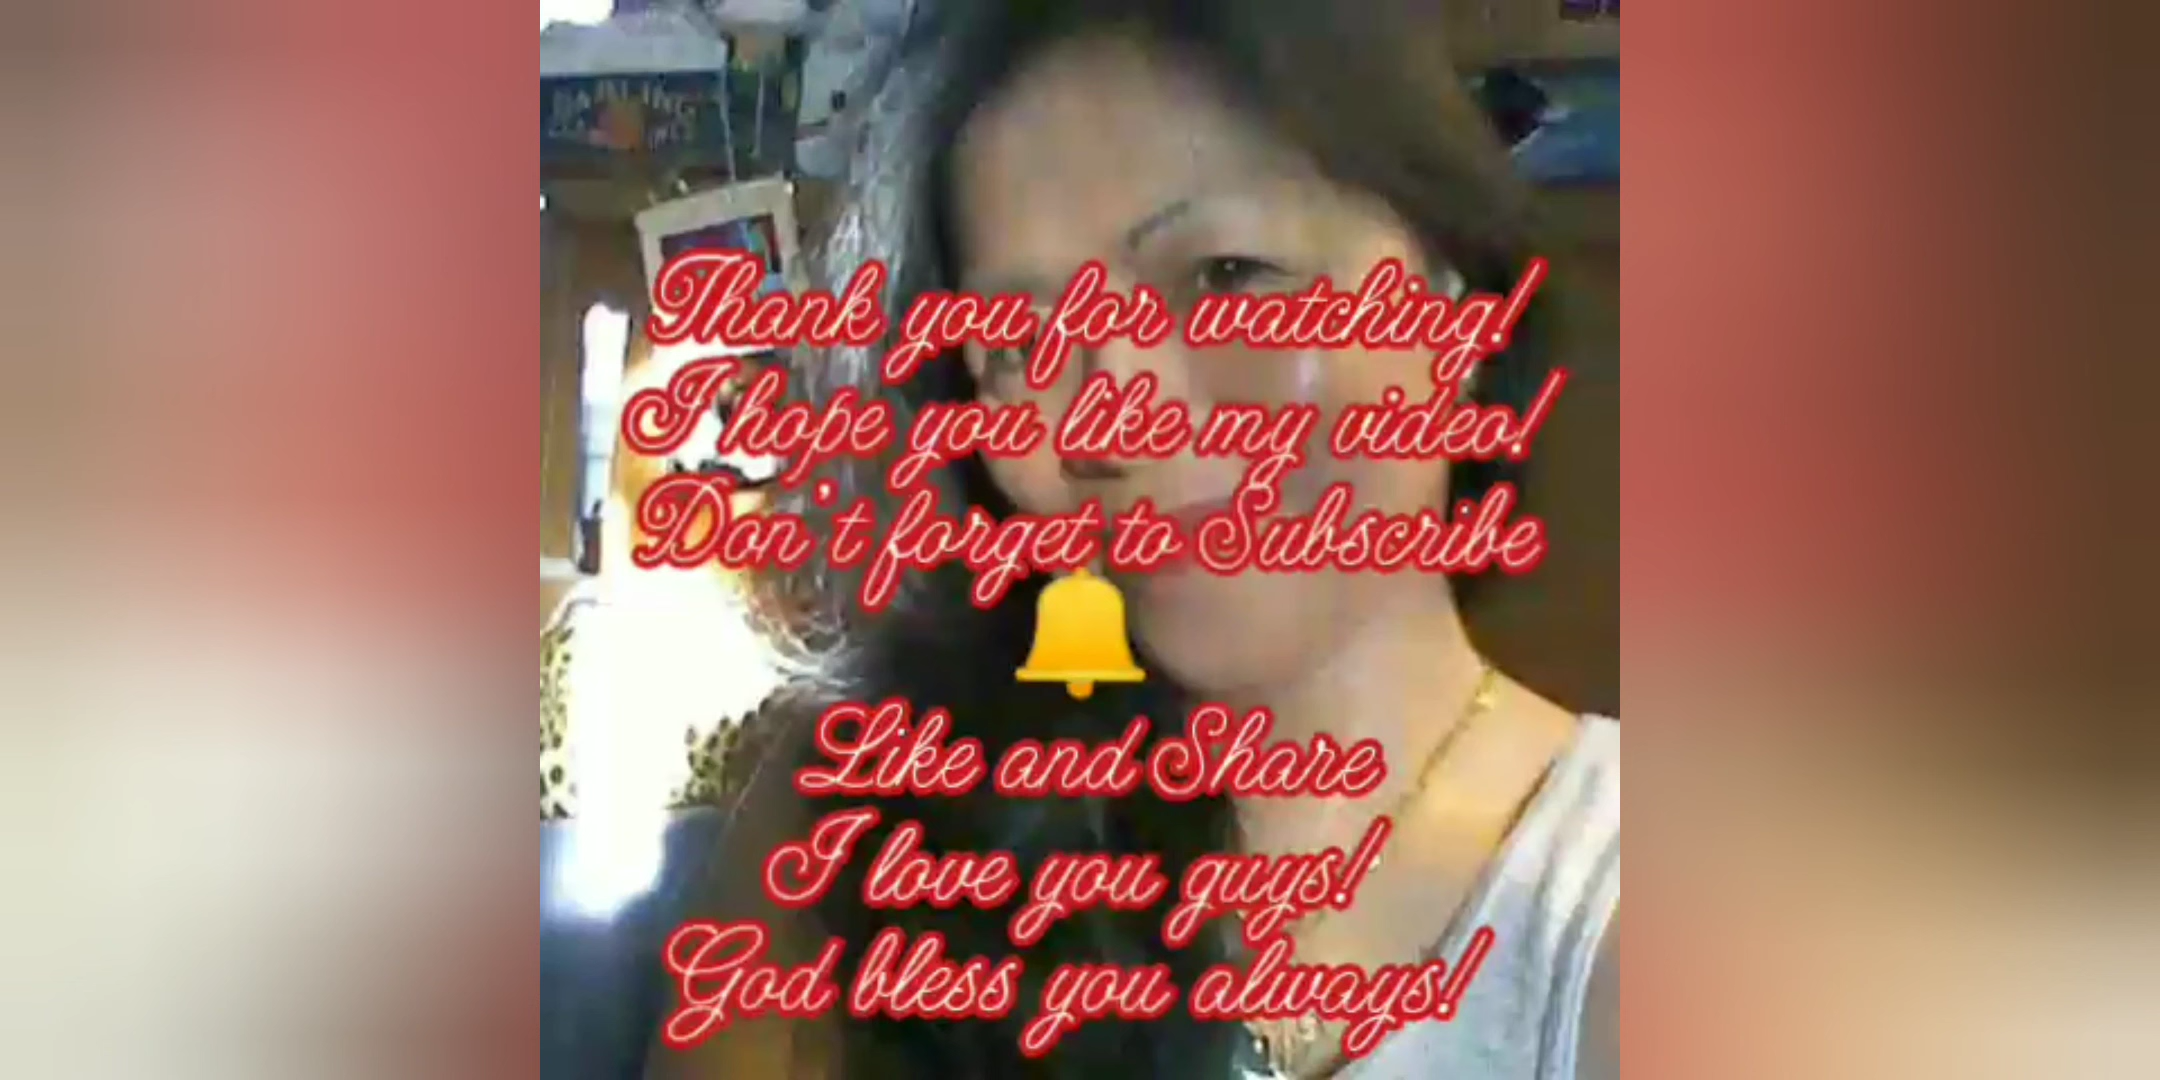 DARLING
Thank you for watching!
I hope you like my video!
Don't forget to Subscribe
🔔
Like and Share
I love you guys!
God bless you always!